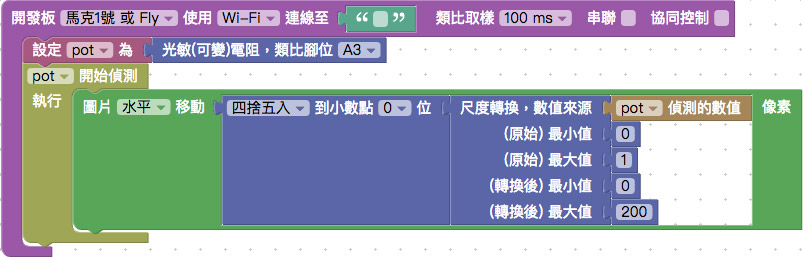 開發板 馬克1號 或 Fly 使用 Wi-Fi 連線至 “ ” 類比取樣 100 ms 串聯 協同控制
設定 pot 為 光敏(可變)電阻，類比腳位 A3
pot 開始偵測
執行 圖片 水平 移動 四捨五入 到小數點 0 位 尺度轉換，數值來源 pot 偵測的數值 像素
(原始) 最小值 0
(原始) 最大值 1
(轉換後) 最小值 0
(轉換後) 最大值 200